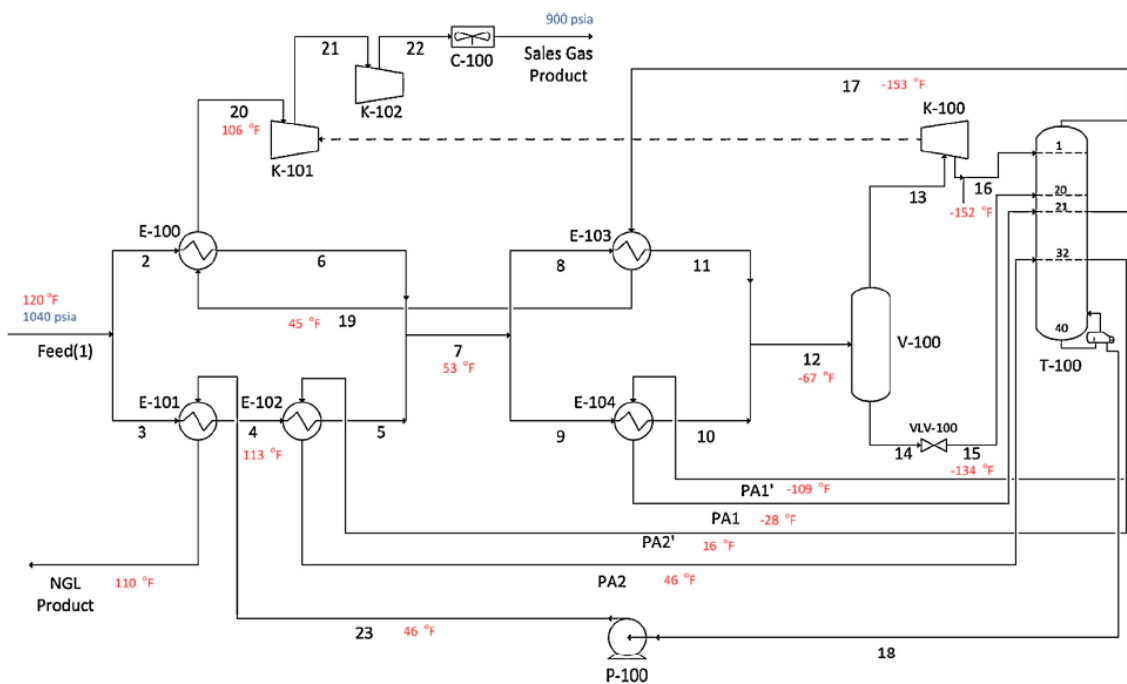 900 psia
21
22
C-100
Sales Gas
Product
K-102
17
-153 °F
K-100
20
106 °F
K-101
1
13
16
-152 °F
20
21
E-100
E-103
2
6
8
11
32
120 °F
1040 psia
19
45 °F
Feed(1)
7
53 °F
12
-67 °F
V-100
40
T-100
E-101
E-102
E-104
3
4
5
9
10
VLV-100
113 °F
14
15
-134 °F
PA1'
-109 °F
PA1
-28 °F
PA2'
16 °F
NGL
Product
110 °F
PA2
46 °F
23
46 °F
18
P-100